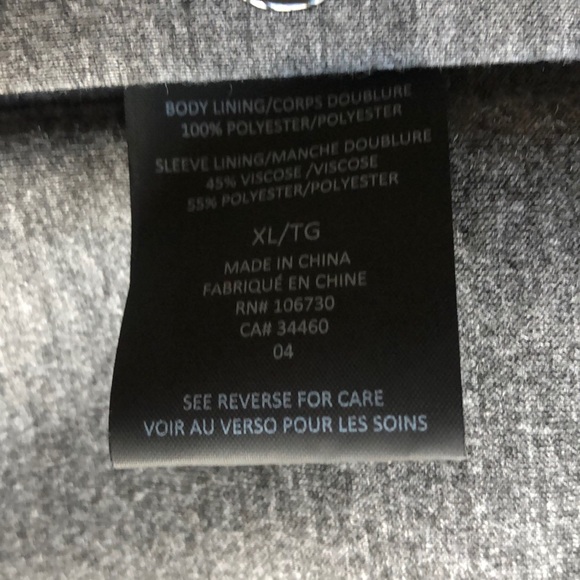 BODY LINING/CORPS DOUBLURE
100% POLYESTER/POLYESTER
SLEEVE LINING/MANCHE DOUBLURE
45% VISCOSE /VISCOSE
55% POLYESTER/POLYESTER
XL/TG
MADE IN CHINA
FABRIQUÉ EN CHINE
RN# 106730
CA# 34460
04
SEE REVERSE FOR CARE
VOIR AU VERSO POUR LES SOINS